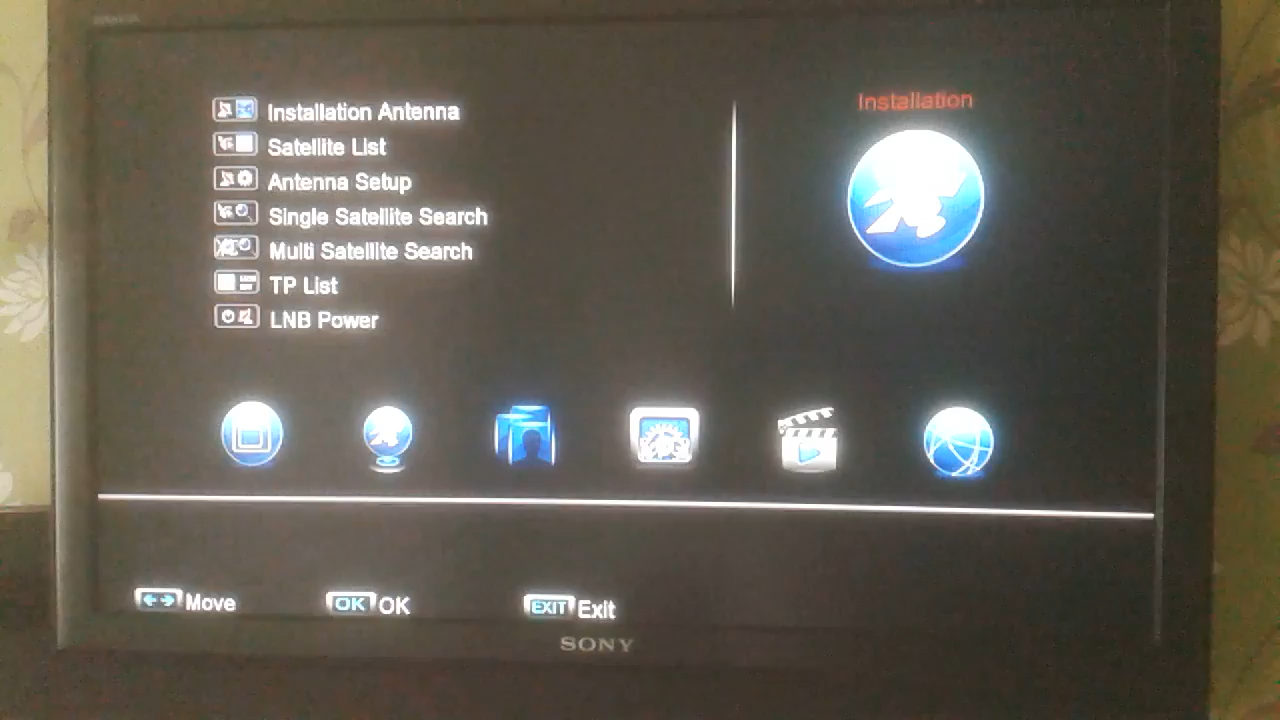 Installation Antenna
Satellite List
Antenna Setup
Single Satellite Search
Multi Satellite Search
TP List
LNB Power
Installation
Move
OK OK
EXIT Exit
SONY